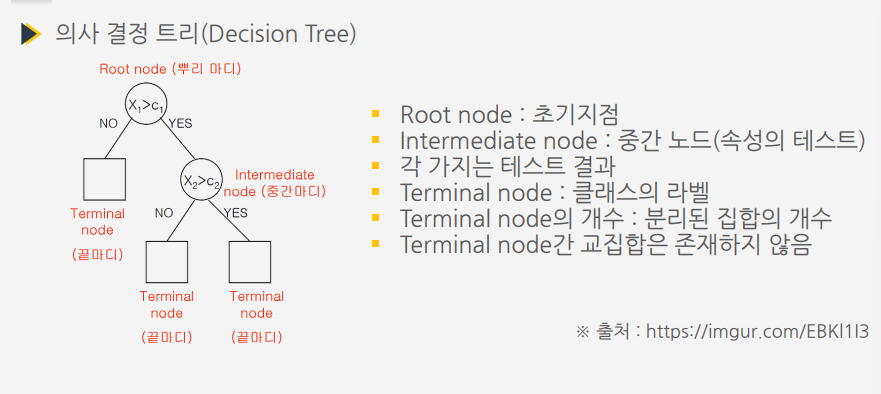 의사 결정 트리(Decision Tree)
Root node (뿌리 마디)
X₁>c₁
NO
YES
X₂>c₂
Intermediate
node (중간마디)
Terminal
node
(끝마디)
NO
YES
Terminal
node
(끝마디)
Terminal
node
(끝마디)
Root node : 초기지점
Intermediate node : 중간 노드(속성의 테스트)
각 가지는 테스트 결과
Terminal node : 클래스의 라벨
Terminal node의 개수 : 분리된 집합의 개수
Terminal node간 교집합은 존재하지 않음
※ 출처 : https://imgur.com/EBKl1I3